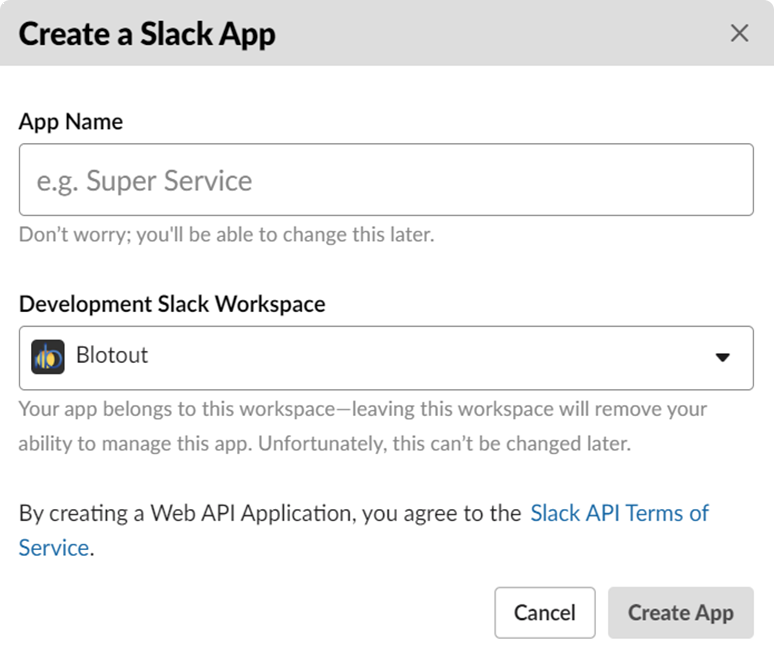 Create a Slack App
App Name
e.g. Super Service
Don’t worry; you'll be able to change this later.
Development Slack Workspace
Blotout
Your app belongs to this workspace—leaving this workspace will remove your
ability to manage this app. Unfortunately, this can’t be changed later.
By creating a Web API Application, you agree to the Slack API Terms of
Service.
Cancel
Create App